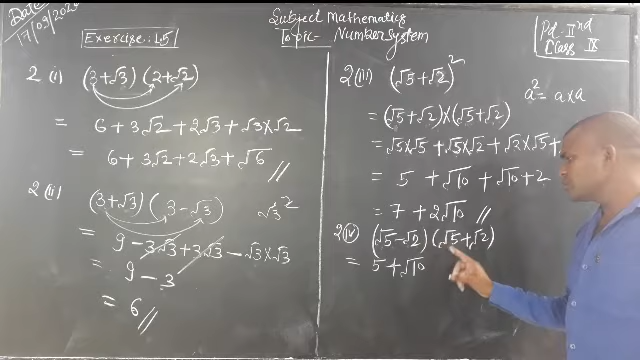 Date
17/09/2020
Exercise: 1.5
Subject Mathematics
Topic- Number System
Pd- IInd
Class IX
2 (i) (3+√3) (2+√2)
= 6 + 3√2 + 2√3 + √3×√2
= 6 + 3√2 + 2√3 + √6 //
2 (ii) (3+√3) (3-√3)
√3²
= 9 - 3√3 + 3√3 - √3×√3
= 9 - 3
= 6 //
2 (iii) (√5+√2)²
a² = a×a
= (√5+√2)×(√5+√2)
= √5×√5 + √5×√2 + √2×√5 +
= 5 + √10 + √10 + 2
= 7 + 2√10 //
2 (iv) (√5-√2) (√5+√2)
= 5 + √10